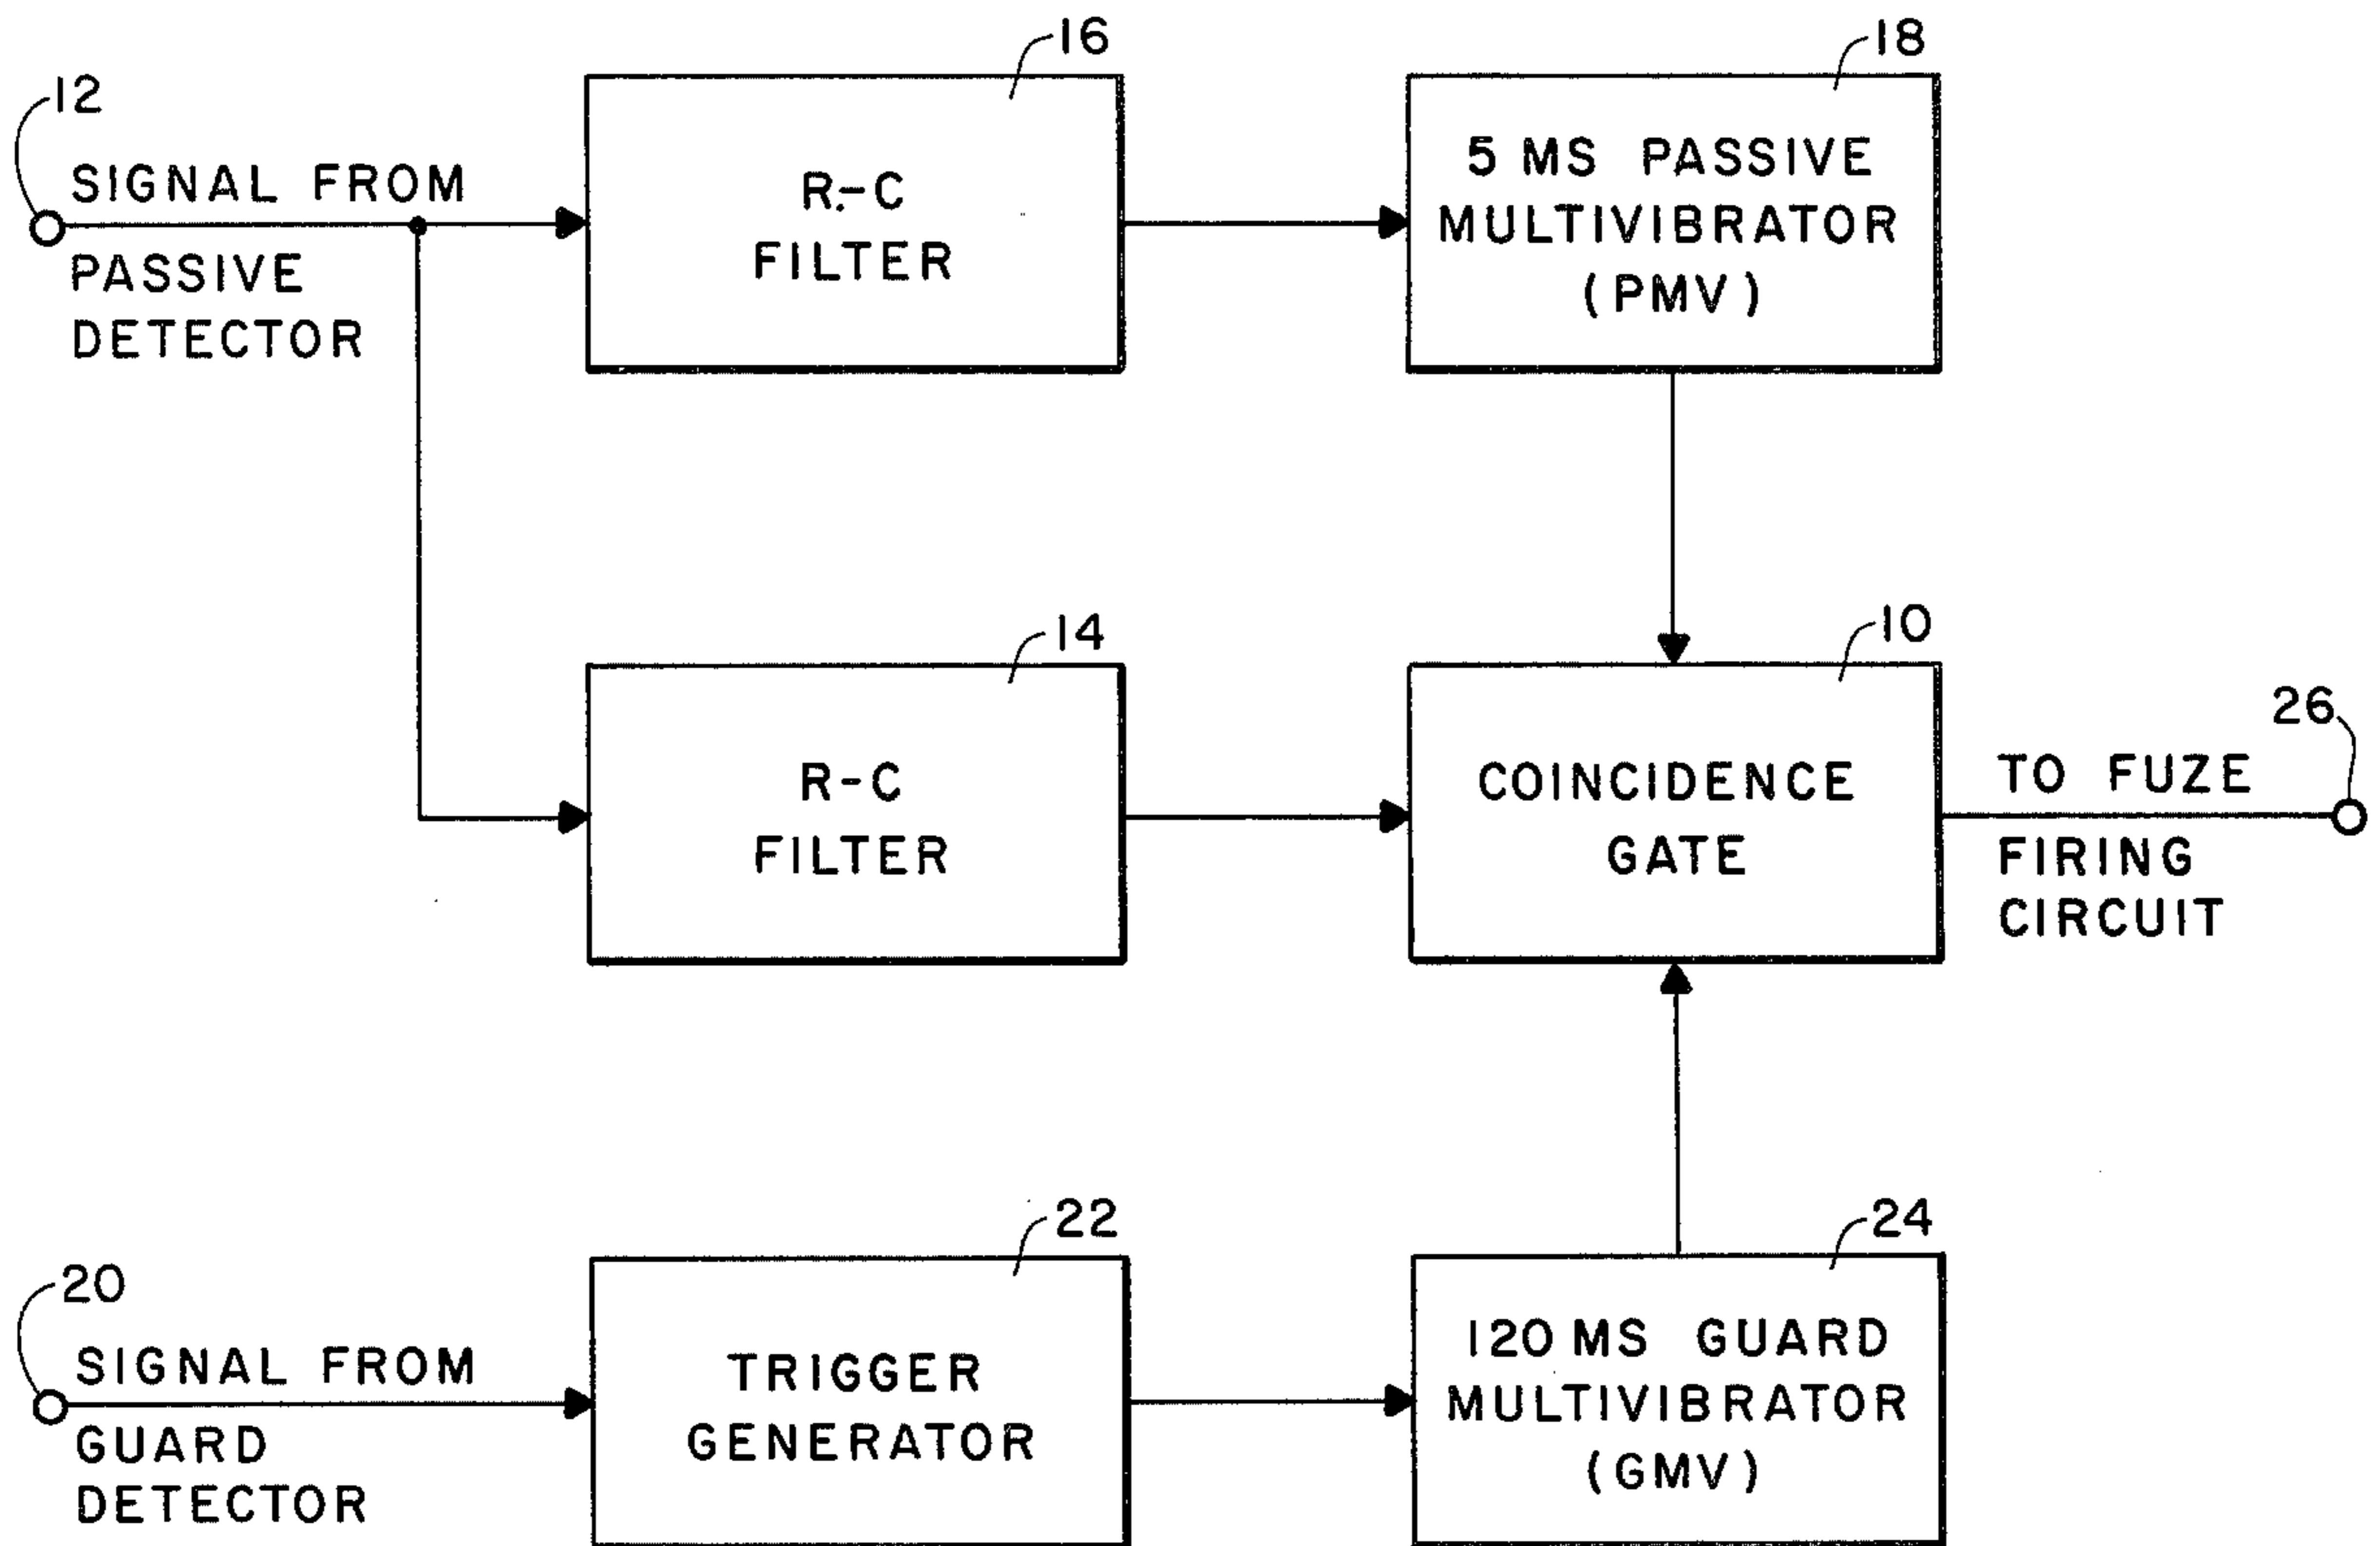 16
18
12
SIGNAL FROM
PASSIVE
DETECTOR
R-C
FILTER
5 MS PASSIVE
MULTIVIBRATOR
(PMV)
14
10
26
R-C
FILTER
COINCIDENCE
GATE
TO FUZE
FIRING
CIRCUIT
22
24
20
SIGNAL FROM
GUARD
DETECTOR
TRIGGER
GENERATOR
120 MS GUARD
MULTIVIBRATOR
(GMV)